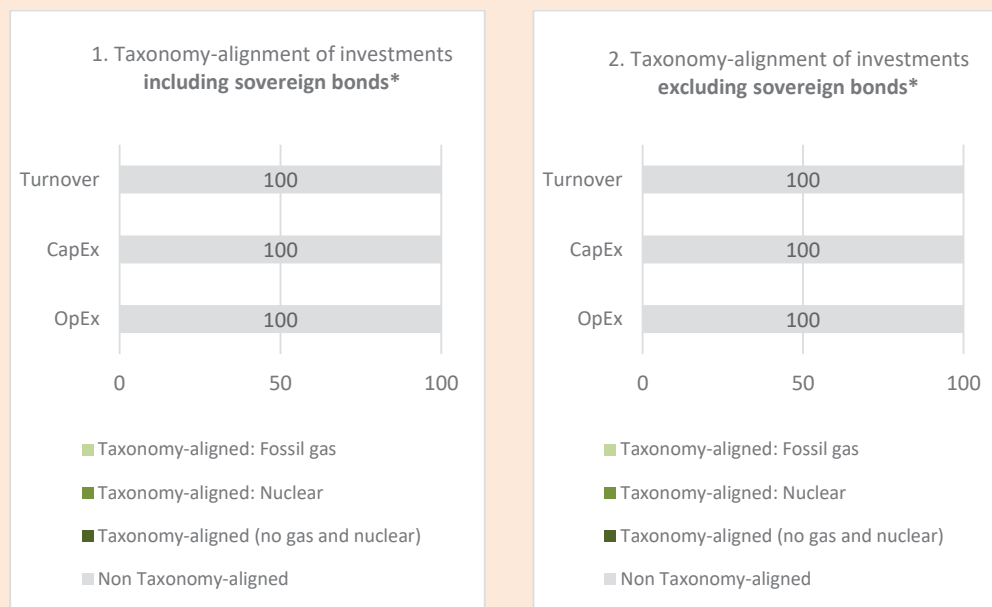 1. Taxonomy-alignment of investments
including sovereign bonds*
Turnover
100
CapEx
100
OpEx
100
0
50
100
Taxonomy-aligned: Fossil gas
Taxonomy-aligned: Nuclear
Taxonomy-aligned (no gas and nuclear)
Non Taxonomy-aligned
2. Taxonomy-alignment of investments
excluding sovereign bonds*
Turnover
100
CapEx
100
OpEx
100
0
50
100
Taxonomy-aligned: Fossil gas
Taxonomy-aligned: Nuclear
Taxonomy-aligned (no gas and nuclear)
Non Taxonomy-aligned